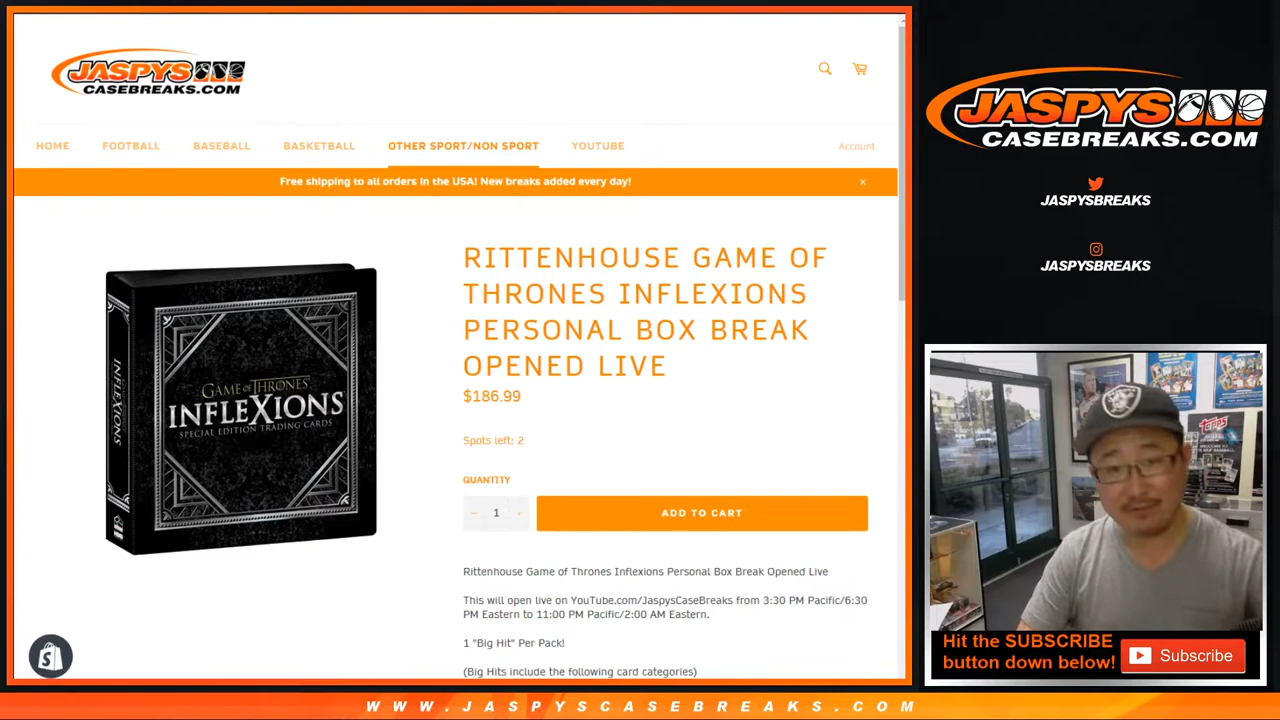 JASPYS
CASEBREAKS.COM
HOME
FOOTBALL
BASEBALL
BASKETBALL
OTHER SPORT/NON SPORT
YOUTUBE
Account
Free shipping to all orders in the USA! New breaks added every day!
×
INFLEXIONS
GAME OF THRONES
INFLEXIONS
SPECIAL EDITION TRADING CARDS
RITTENHOUSE GAME OF
THRONES INFLEXIONS
PERSONAL BOX BREAK
OPENED LIVE
$186.99
Spots left: 2
QUANTITY
− 1 +
ADD TO CART
Rittenhouse Game of Thrones Inflexions Personal Box Break Opened Live
This will open live on YouTube.com/JaspysCaseBreaks from 3:30 PM Pacific/6:30
PM Eastern to 11:00 PM Pacific/2:00 AM Eastern.
1 "Big Hit" Per Pack!
(Big Hits include the following card categories)
JASPYS
CASEBREAKS.COM
JASPYSBREAKS
JASPYSBREAKS
RAIDERS
TOPPS
Hit the SUBSCRIBE
button down below!
Subscribe
WWW.JASPYSCASEBREAKS.COM